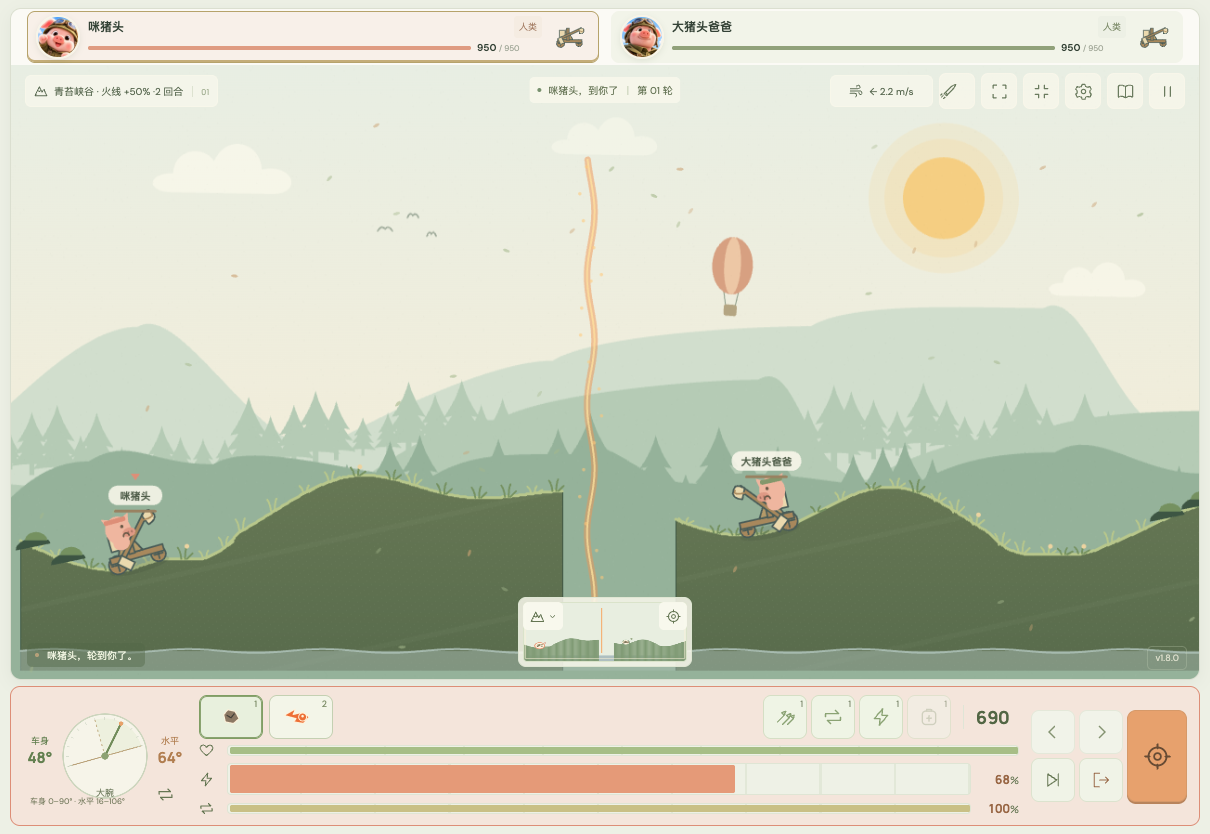 咪猪头
人类
950 / 950
大猪头爸爸
人类
950 / 950
青苔峡谷 · 火线 +50% ·2 回合 01
咪猪头，到你了 第 01 轮
← 2.2 m/s
大猪头爸爸
咪猪头
咪猪头，轮到你了。
v1.8.0
车身
48°
水平
64°
大腕
车身 0–90° · 水平 16–106°
1
2
1
1
1
1
690
68%
100%